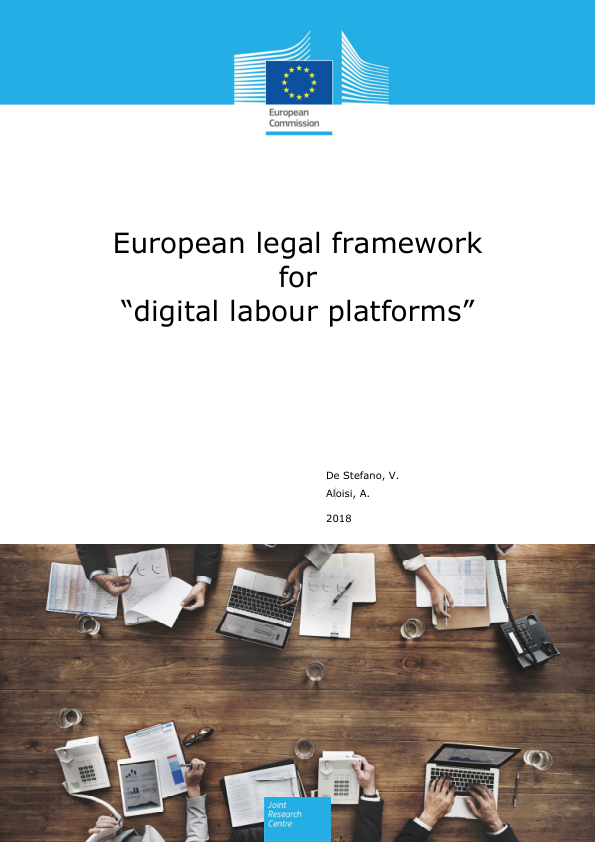 European
Commission
European legal framework
for
“digital labour platforms”
De Stefano, V.
Aloisi, A.
2018
Joint
Research
Centre